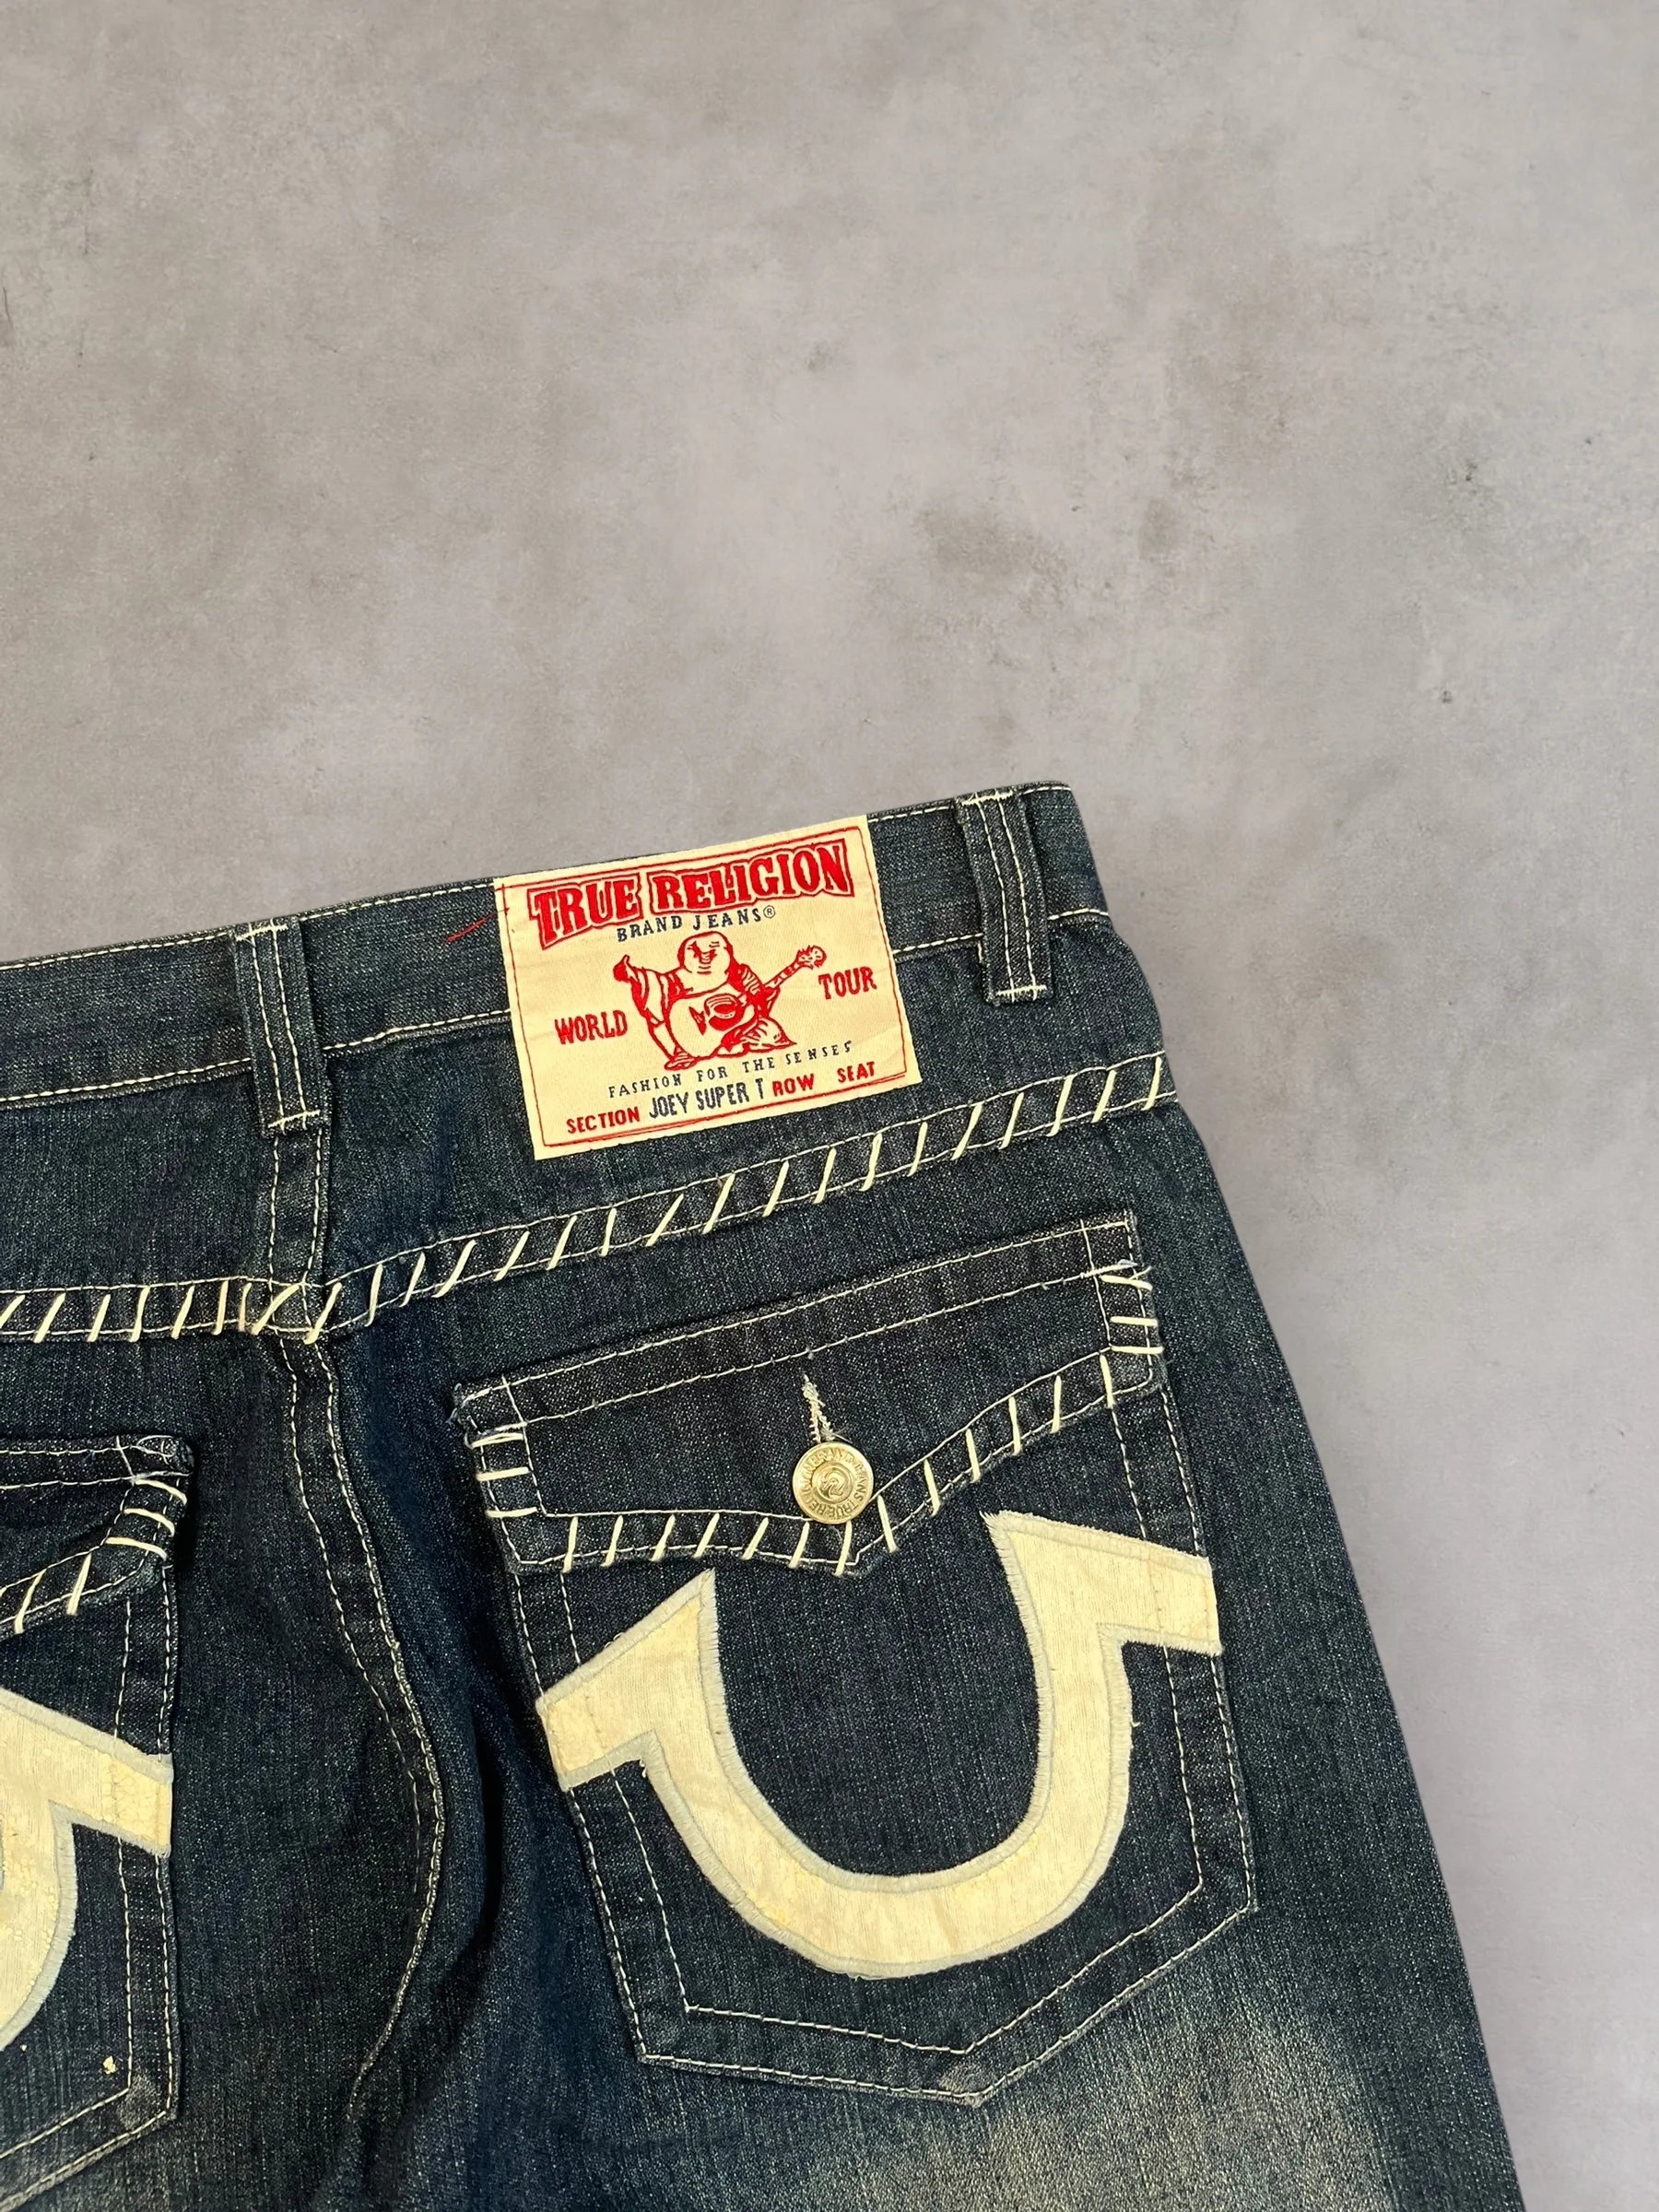 TRUE RELIGION
BRAND JEANS®
WORLD TOUR
FASHION FOR THE SENSES
SECTION JOEY SUPER T ROW SEAT